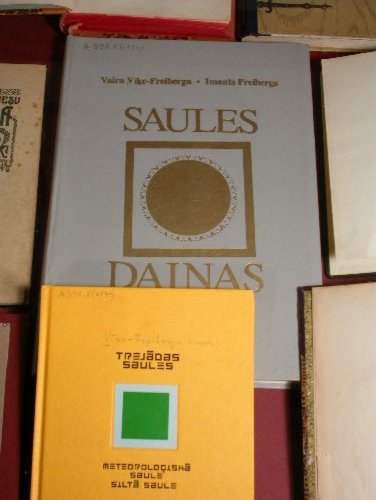 Vaira Vīķe-Freiberga • Imants Freibergs
SAULES
DAINAS
TREJĀDAS
SAULES
METEOROLOĢISKĀ
SAULE
SILTĀ SAULE